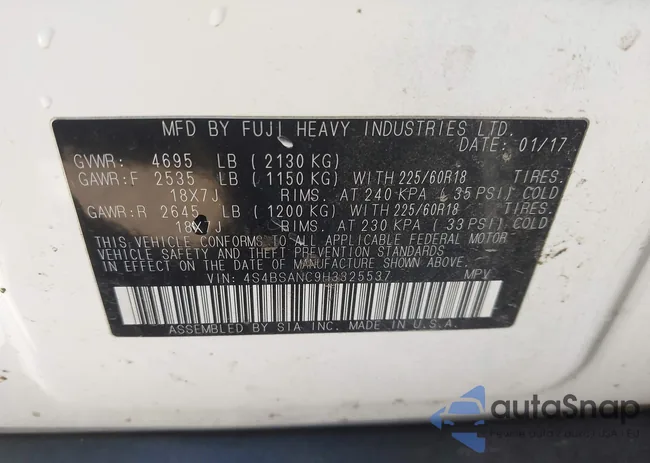 MFD BY FUJI HEAVY INDUSTRIES LTD.
DATE: 01/17
GVWR: 4695 LB (2130 KG)
GAWR:F 2535 LB (1150 KG) WITH 225/60R18 TIRES.
18X7J RIMS. AT 240 KPA (35 PSI) COLD
GAWR:R 2645 LB (1200 KG) WITH 225/60R18 TIRES.
18X7J RIMS. AT 230 KPA (33 PSI) COLD
THIS VEHICLE CONFORMS TO ALL APPLICABLE FEDERAL MOTOR
VEHICLE SAFETY AND THEFT PREVENTION STANDARDS
IN EFFECT ON THE DATE OF MANUFACTURE SHOWN ABOVE.
VIN: 4S4BSANC9H3325537 MPV
ASSEMBLED BY SIA INC. MADE IN U.S.A.
autoSnap